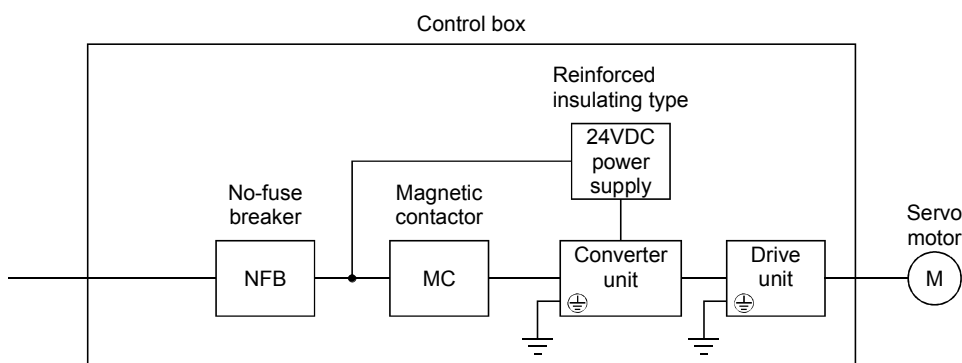 Control box
Reinforced
insulating type
24VDC
power
supply
No-fuse
breaker
Magnetic
contactor
Servo
motor
NFB
MC
Converter
unit
Drive
unit
M